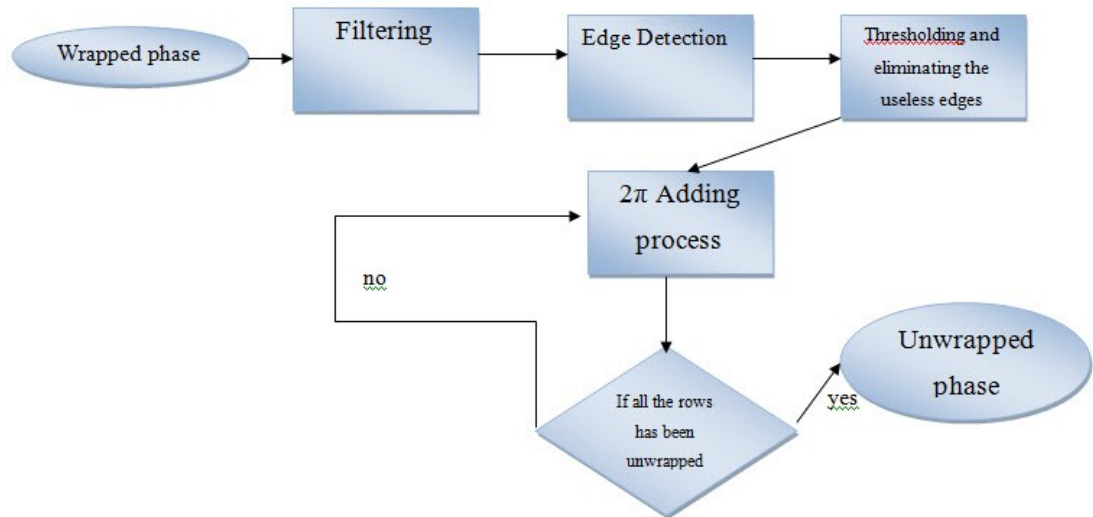 Wrapped phase
Filtering
Edge Detection
Thresholding and
eliminating the
useless edges
2π Adding
process
no
If all the rows
has been
unwrapped
yes
Unwrapped
phase